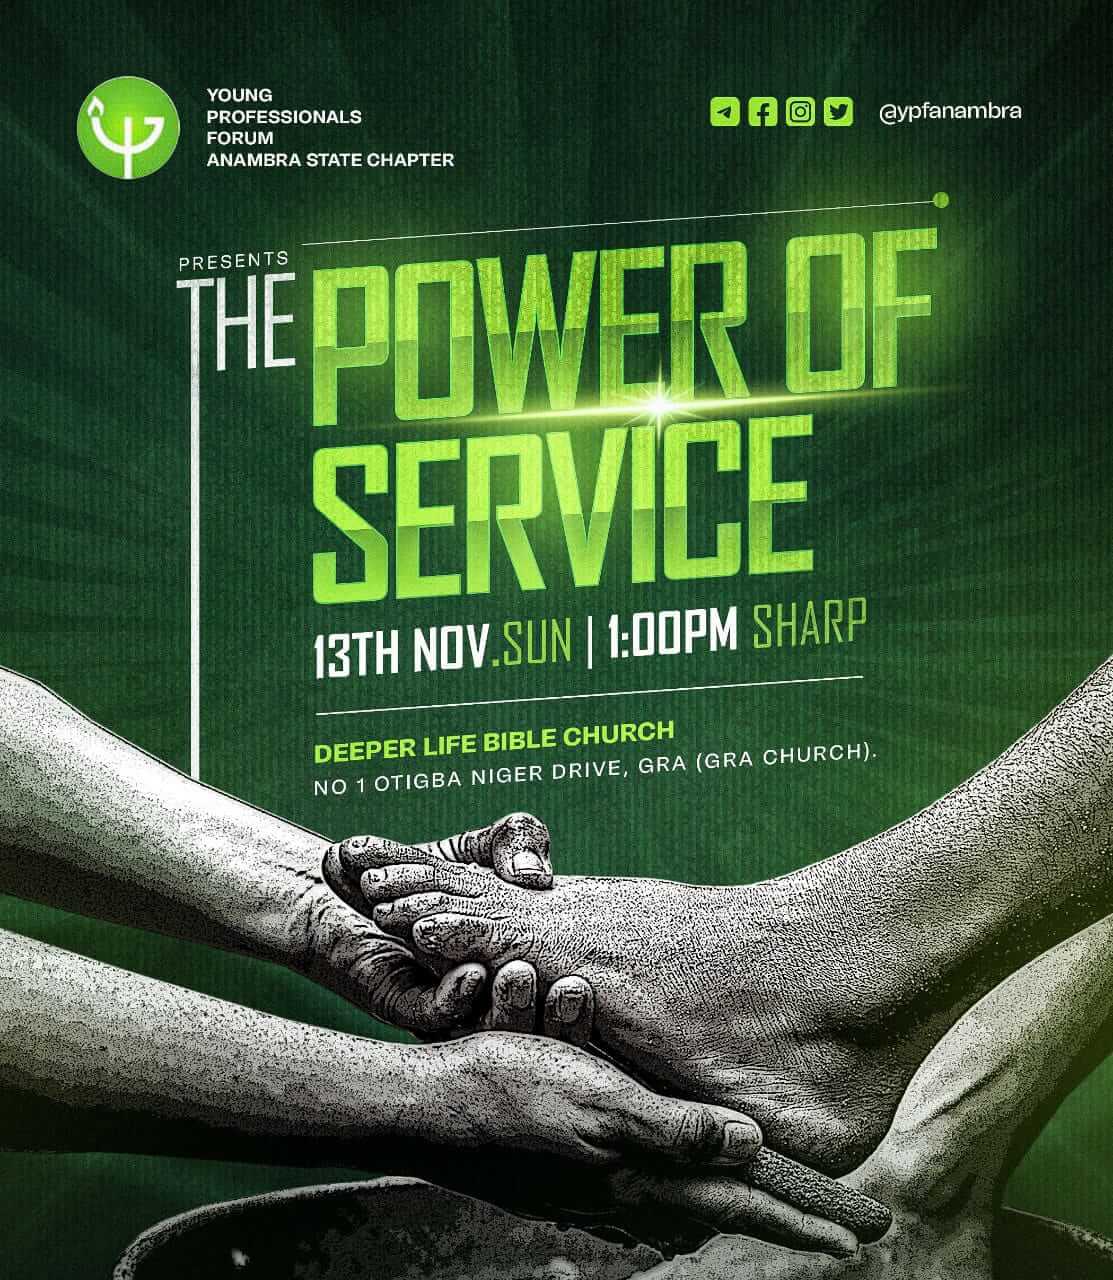 YOUNG
PROFESSIONALS
FORUM
ANAMBRA STATE CHAPTER
@ypfanambra
PRESENTS
THE POWER OF
SERVICE
13TH NOV.SUN | 1:00PM SHARP
DEEPER LIFE BIBLE CHURCH
NO 1 OTIGBA NIGER DRIVE, GRA (GRA CHURCH).